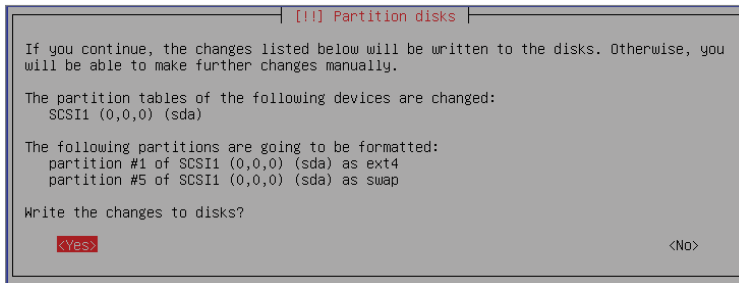 [!!] Partition disks
If you continue, the changes listed below will be written to the disks. Otherwise, you
will be able to make further changes manually.
The partition tables of the following devices are changed:
SCSI1 (0,0,0) (sda)
The following partitions are going to be formatted:
partition #1 of SCSI1 (0,0,0) (sda) as ext4
partition #5 of SCSI1 (0,0,0) (sda) as swap
Write the changes to disks?
<Yes> <No>